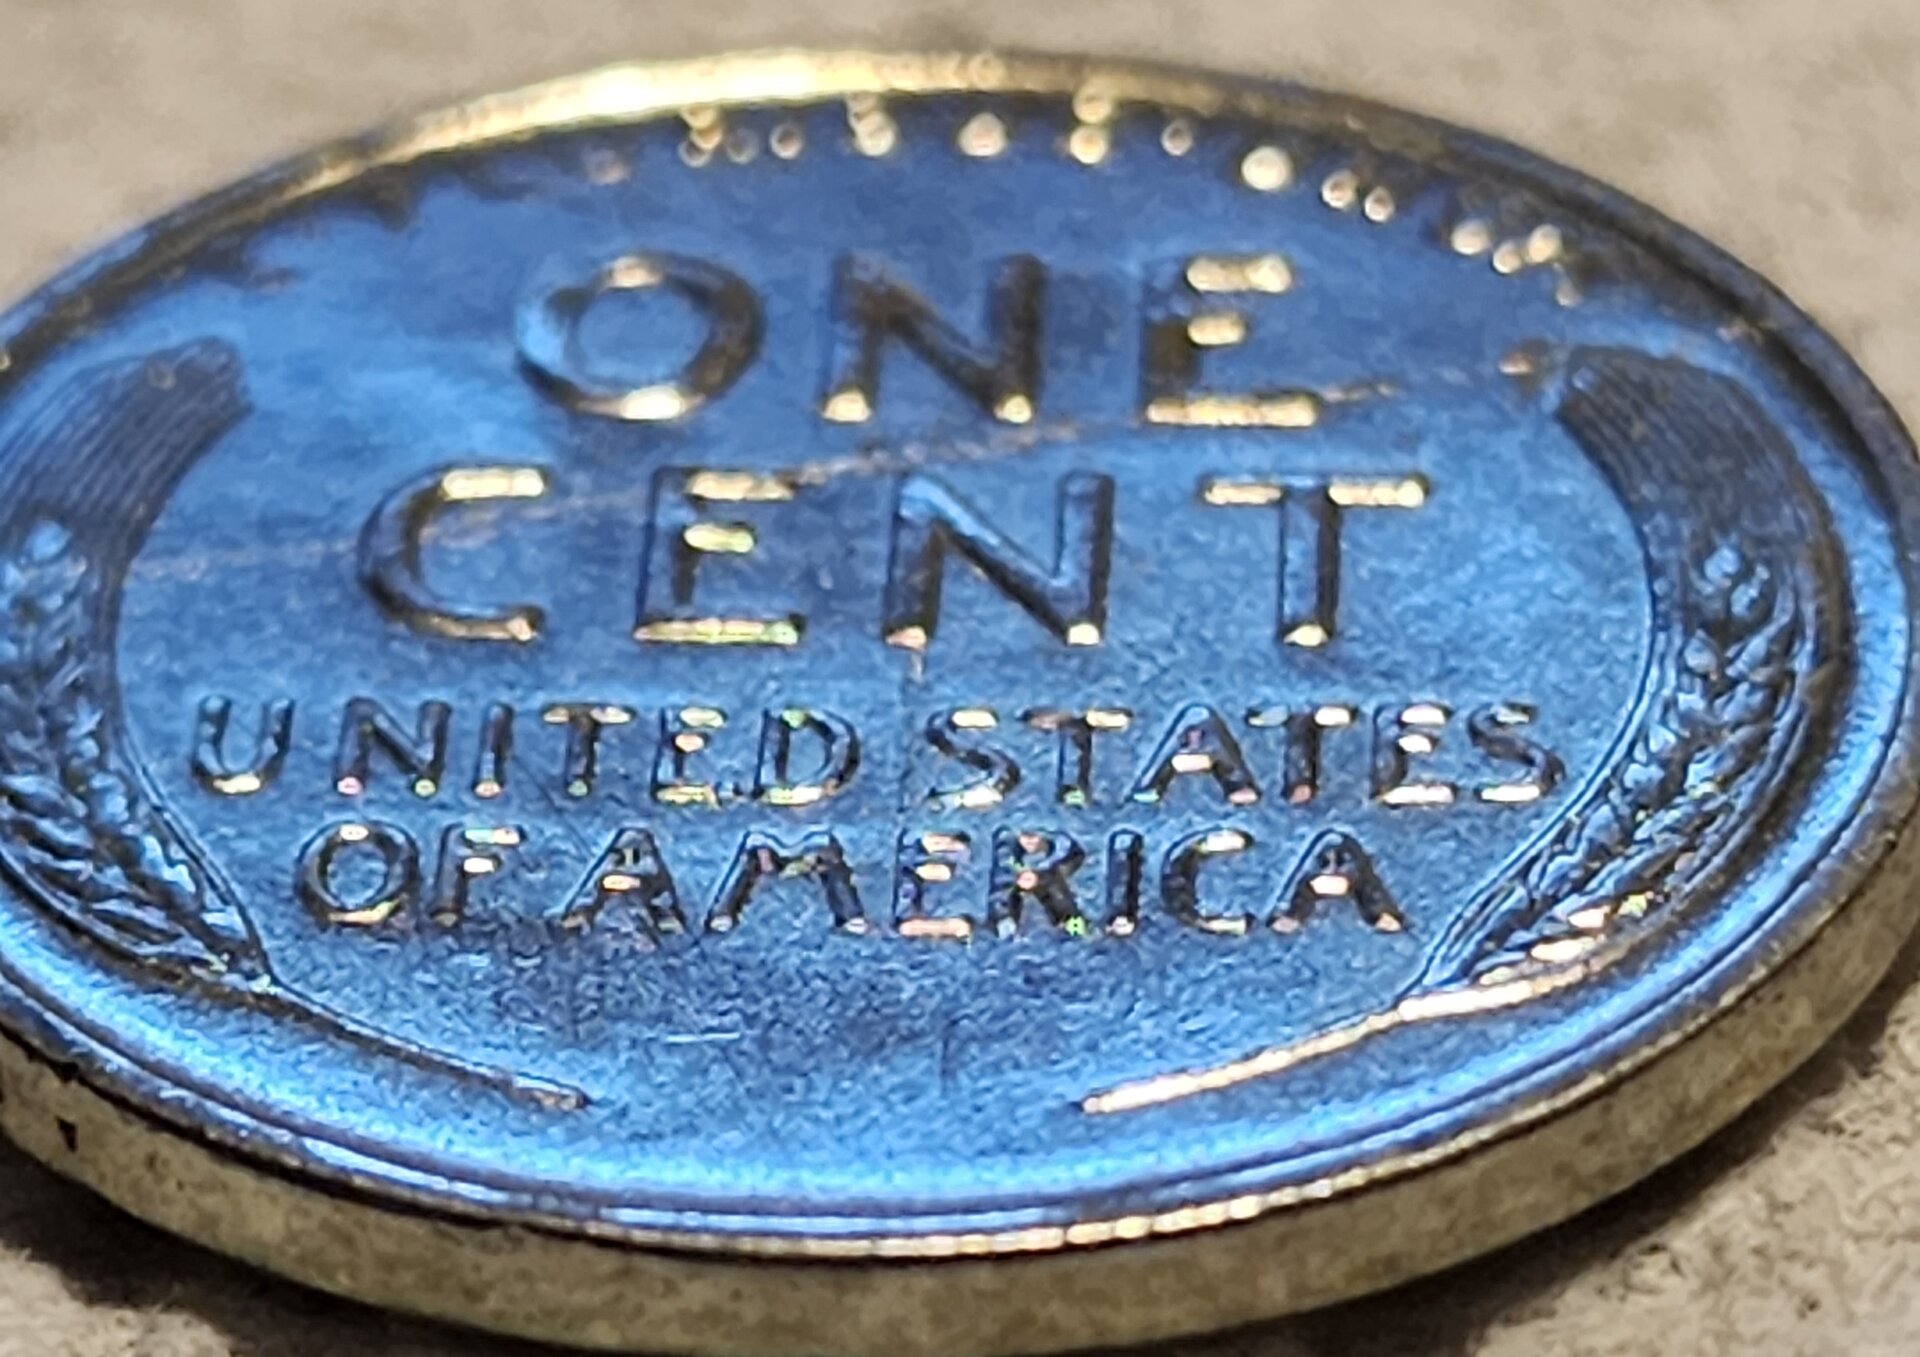 ONE
CENT
UNITED STATES
OF AMERICA